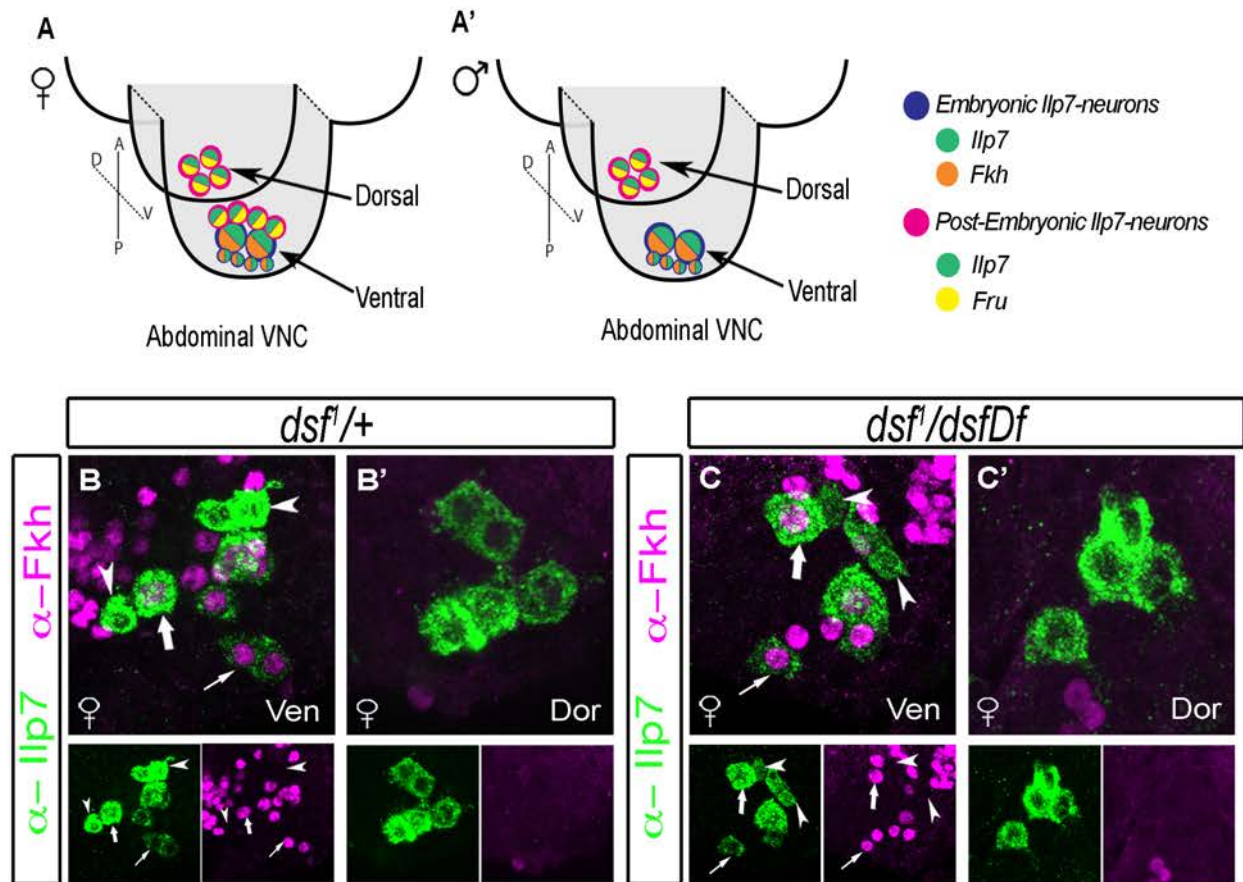 A
A'
♀
♂
D
A
V
P
D
A
V
P
Dorsal
Dorsal
Ventral
Ventral
Abdominal VNC
Abdominal VNC
Embryonic Ilp7-neurons
Ilp7
Fkh
Post-Embryonic Ilp7-neurons
Ilp7
Fru
dsf¹/+
dsf¹/dsfDf
α–Ilp7 α–Fkh
B
♀ Ven
B'
♀ Dor
α–Ilp7 α–Fkh
C
♀ Ven
C'
♀ Dor